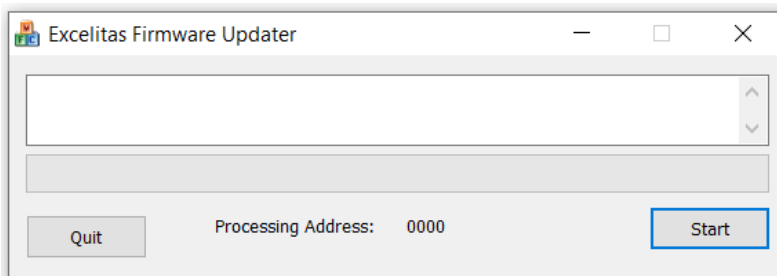 Excelitas Firmware Updater
Quit Processing Address: 0000 Start